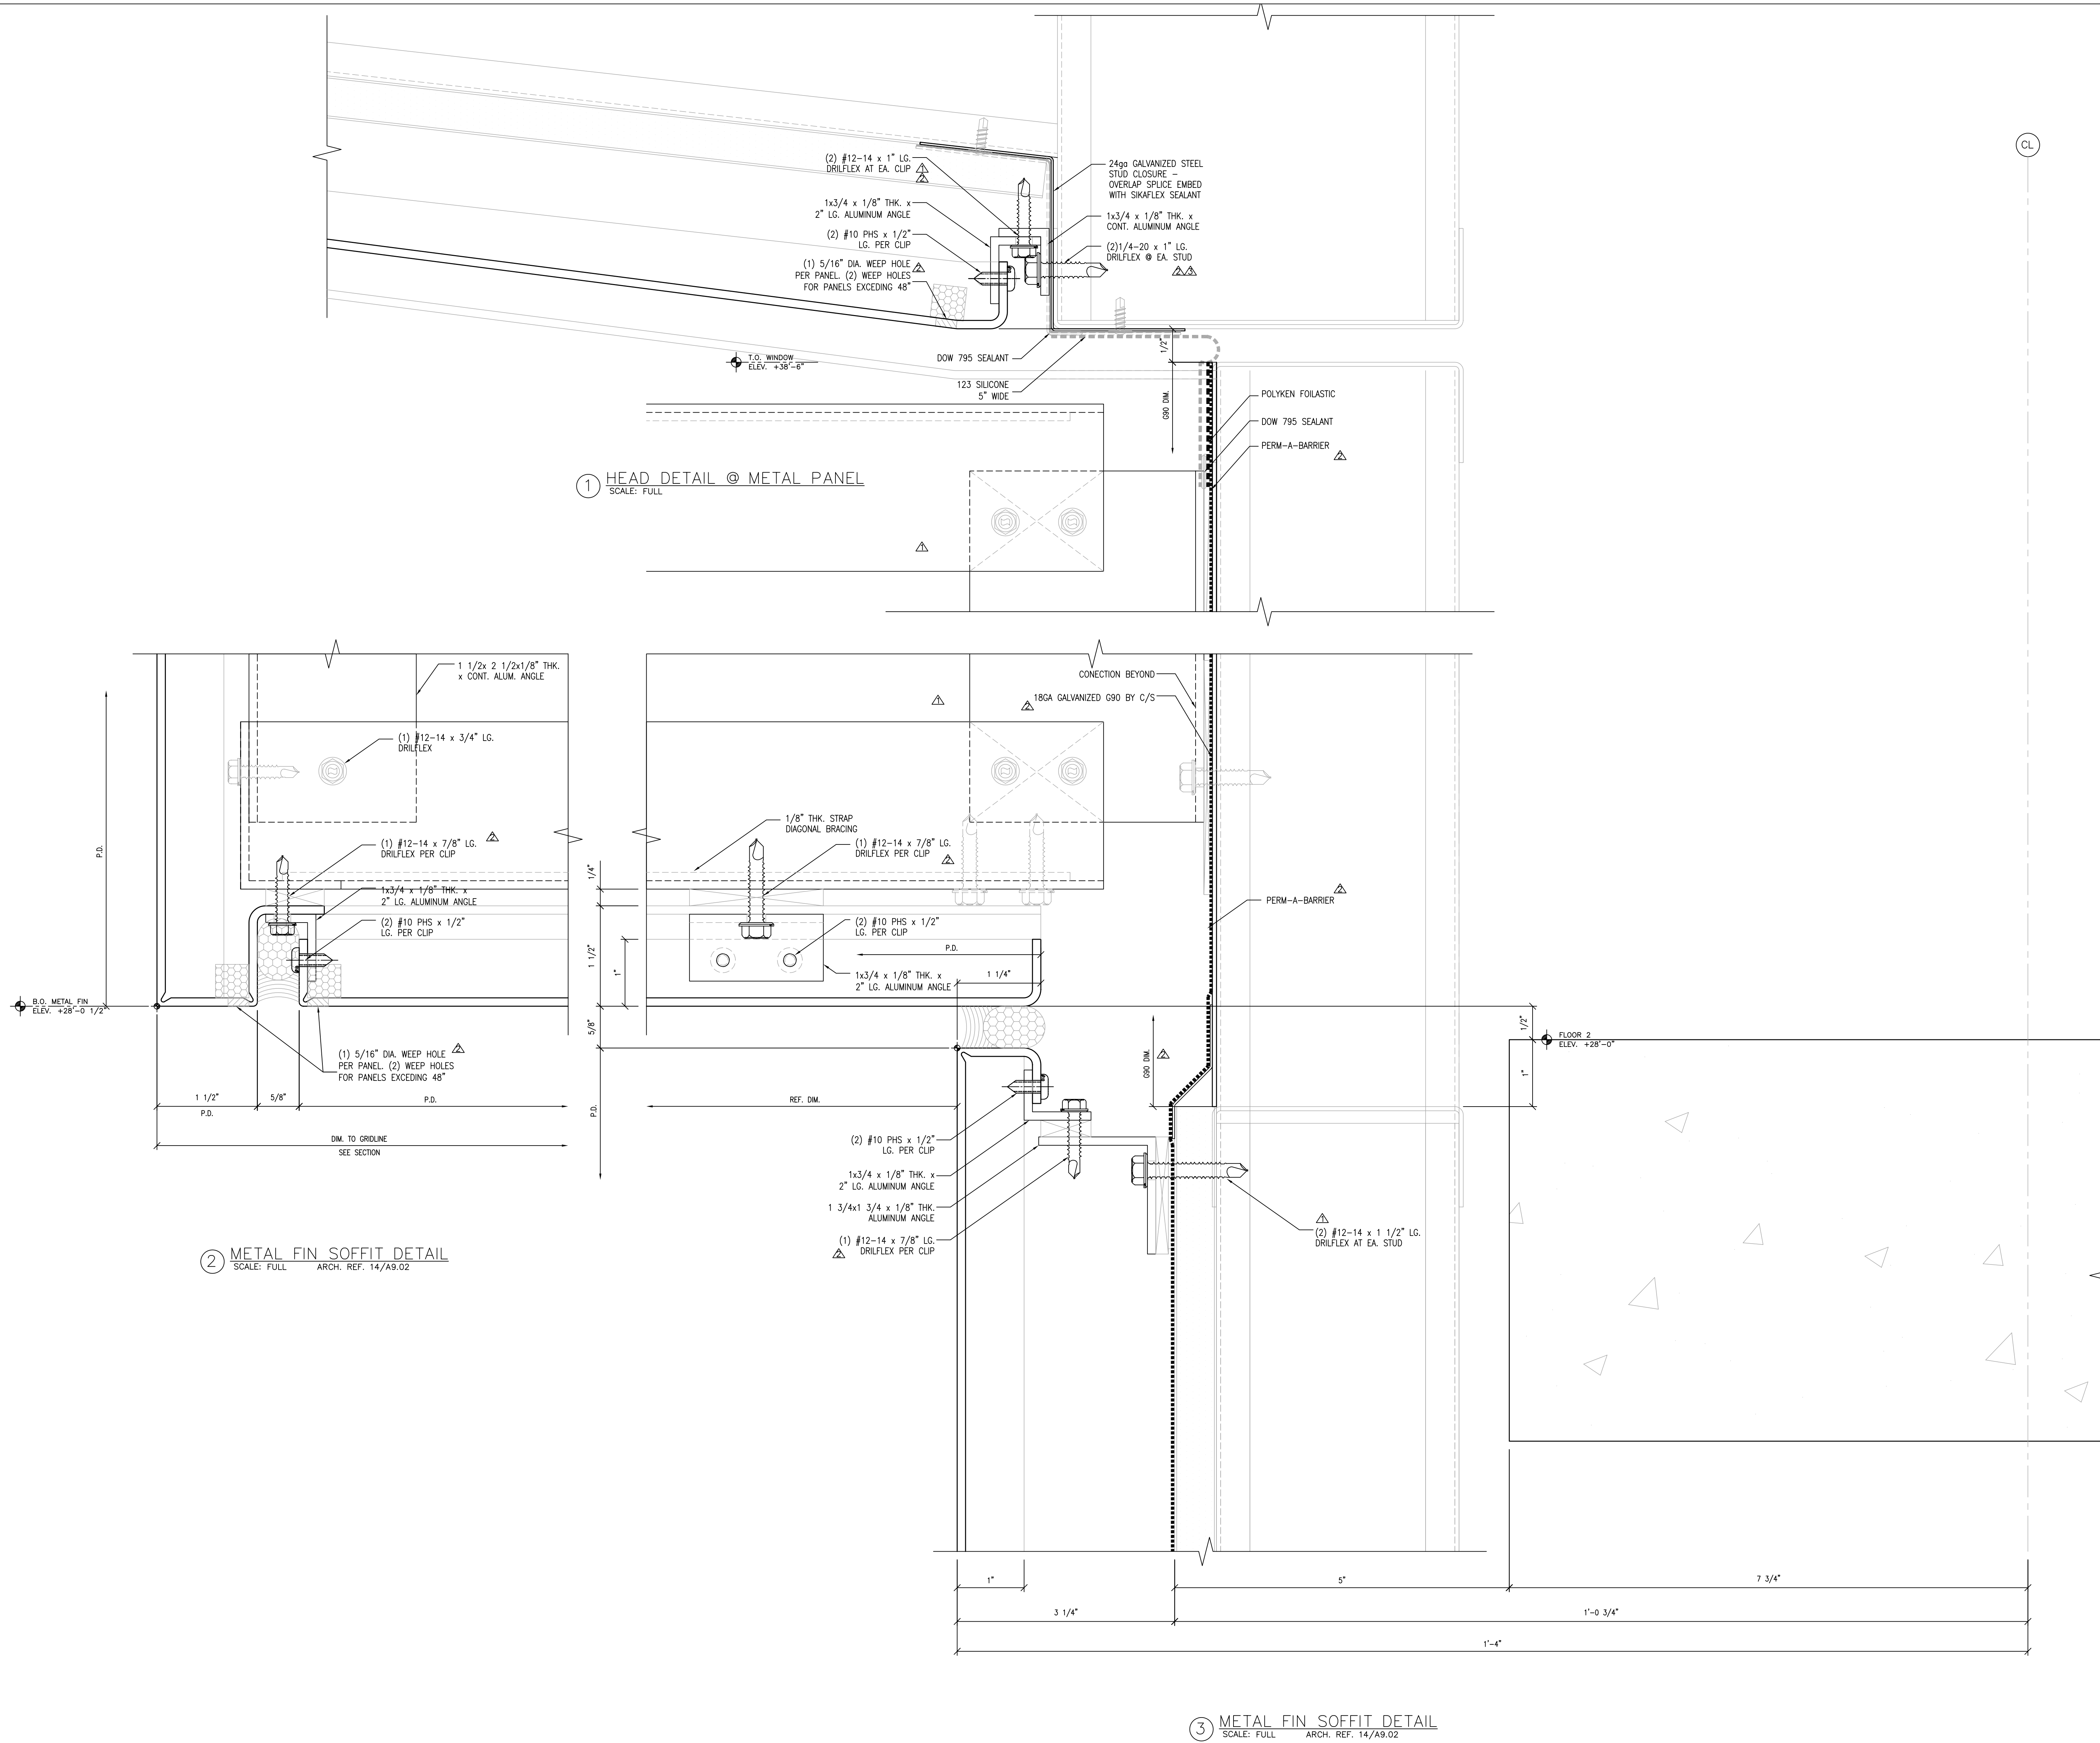 CL
(2) #12-14 x 1" LG.
DRILFLEX AT EA. CLIP 1
2
1x3/4 x 1/8" THK. x
2" LG. ALUMINUM ANGLE
(2) #10 PHS x 1/2"
LG. PER CLIP
(1) 5/16" DIA. WEEP HOLE 2
PER PANEL. (2) WEEP HOLES
FOR PANELS EXCEDING 48"
24ga GALVANIZED STEEL
STUD CLOSURE -
OVERLAP SPLICE EMBED
WITH SIKAFLEX SEALANT
1x3/4 x 1/8" THK. x
CONT. ALUMINUM ANGLE
(2)1/4-20 x 1" LG.
DRILFLEX @ EA. STUD
2 3
T.O. WINDOW
ELEV. +38'-6"
DOW 795 SEALANT
123 SILICONE
5" WIDE
1/2"
G90 DIM.
POLYKEN FOILASTIC
DOW 795 SEALANT
PERM-A-BARRIER
2
1 HEAD DETAIL @ METAL PANEL
SCALE: FULL
1
1 1/2x 2 1/2x1/8" THK.
x CONT. ALUM. ANGLE
(1) #12-14 x 3/4" LG.
DRILFLEX
P.D.
(1) #12-14 x 7/8" LG. 2
DRILFLEX PER CLIP
1x3/4 x 1/8" THK. x
2" LG. ALUMINUM ANGLE
(2) #10 PHS x 1/2"
LG. PER CLIP
B.O. METAL FIN
ELEV. +28'-0 1/2"
(1) 5/16" DIA. WEEP HOLE 2
PER PANEL. (2) WEEP HOLES
FOR PANELS EXCEDING 48"
1 1/2"
P.D.
5/8"
P.D.
DIM. TO GRIDLINE
SEE SECTION
2 METAL FIN SOFFIT DETAIL
SCALE: FULL ARCH. REF. 14/A9.02
CONECTION BEYOND
1
2 18GA GALVANIZED G90 BY C/S
1/8" THK. STRAP
DIAGONAL BRACING
(1) #12-14 x 7/8" LG.
DRILFLEX PER CLIP 2
1/4"
1 1/2"
1"
5/8"
P.D.
(2) #10 PHS x 1/2"
LG. PER CLIP
P.D.
1x3/4 x 1/8" THK. x
2" LG. ALUMINUM ANGLE
1 1/4"
2
PERM-A-BARRIER
G90 DIM.
2
REF. DIM.
1/2"
1"
FLOOR 2
ELEV. +28'-0"
(2) #10 PHS x 1/2"
LG. PER CLIP
1x3/4 x 1/8" THK. x
2" LG. ALUMINUM ANGLE
1 3/4x1 3/4 x 1/8" THK.
ALUMINUM ANGLE
(1) #12-14 x 7/8" LG.
2 DRILFLEX PER CLIP
1
(2) #12-14 x 1 1/2" LG.
DRILFLEX AT EA. STUD
1"
5"
7 3/4"
3 1/4"
1'-0 3/4"
1'-4"
3 METAL FIN SOFFIT DETAIL
SCALE: FULL ARCH. REF. 14/A9.02